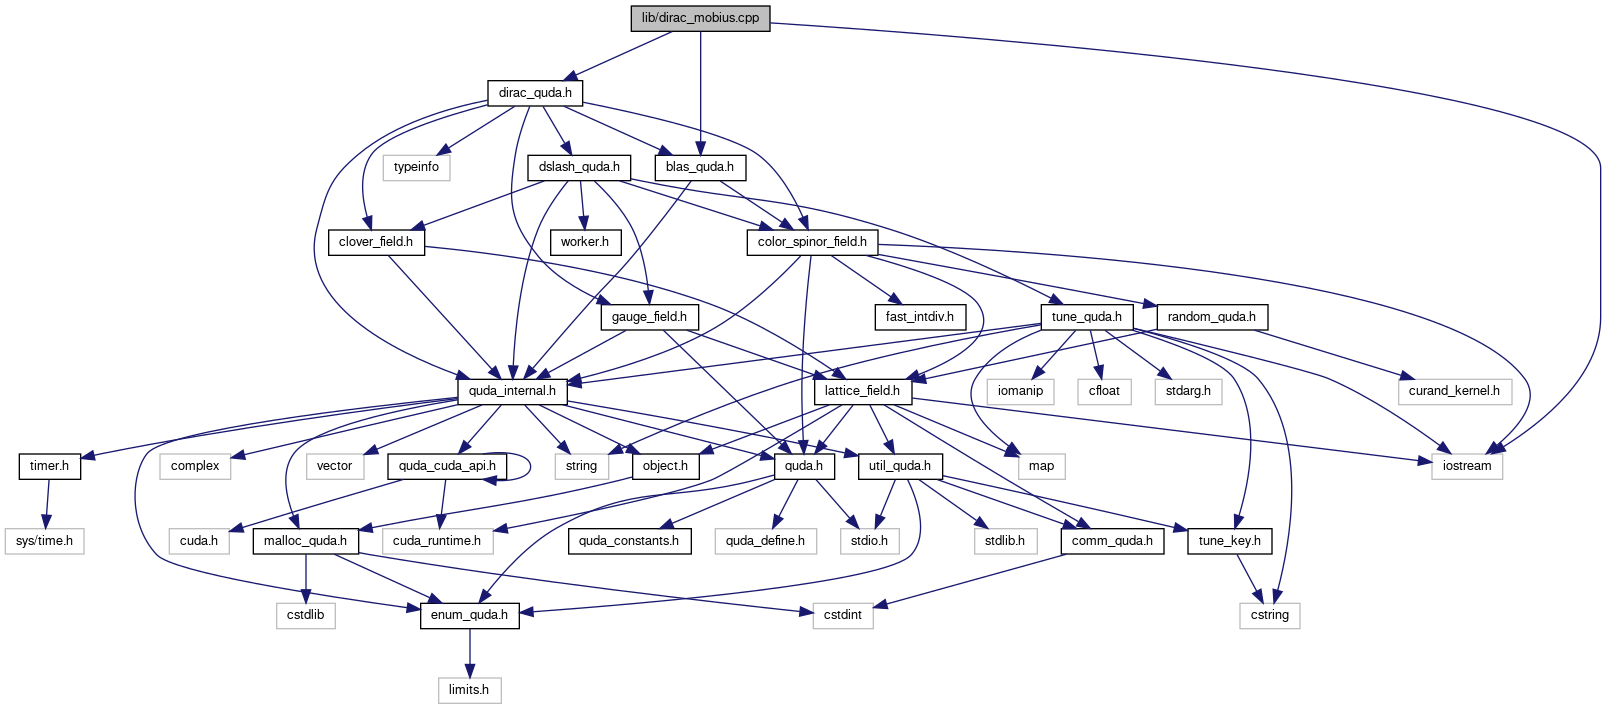 lib/dirac_mobius.cpp
dirac_quda.h
typeinfo
dslash_quda.h
blas_quda.h
clover_field.h
worker.h
color_spinor_field.h
gauge_field.h
fast_intdiv.h
tune_quda.h
random_quda.h
quda_internal.h
lattice_field.h
iomanip
cfloat
stdarg.h
curand_kernel.h
timer.h
complex
vector
quda_cuda_api.h
string
object.h
quda.h
util_quda.h
map
iostream
sys/time.h
cuda.h
malloc_quda.h
cuda_runtime.h
quda_constants.h
quda_define.h
stdio.h
stdlib.h
comm_quda.h
tune_key.h
cstdlib
enum_quda.h
cstdint
cstring
limits.h